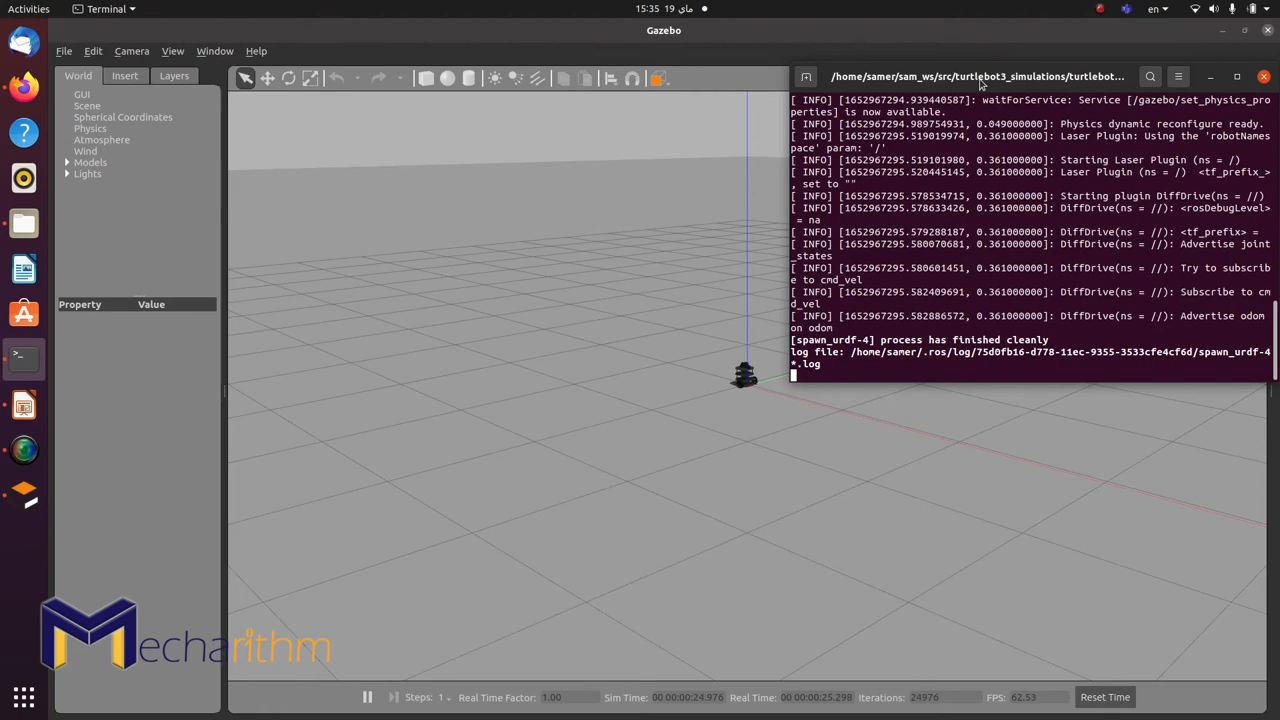 Activities
Terminal
15:35 19 ماي
en
Gazebo
File Edit Camera View Window Help
World Insert Layers
GUI
Scene
Spherical Coordinates
Physics
Atmosphere
Wind
Models
Lights
Property Value
/home/samer/sam_ws/src/turtlebot3_simulations/turtlebot...
[ INFO] [1652967294.939440587]: waitForService: Service [/gazebo/set_physics_pro
perties] is now available.
[ INFO] [1652967294.989754931, 0.049000000]: Physics dynamic reconfigure ready.
[ INFO] [1652967295.519019974, 0.361000000]: Laser Plugin: Using the 'robotNames
pace' param: '/'
[ INFO] [1652967295.519101980, 0.361000000]: Starting Laser Plugin (ns = /)
[ INFO] [1652967295.520445145, 0.361000000]: Laser Plugin (ns = /) <tf_prefix_>
, set to ""
[ INFO] [1652967295.578534715, 0.361000000]: Starting plugin DiffDrive(ns = //)
[ INFO] [1652967295.578633426, 0.361000000]: DiffDrive(ns = //): <rosDebugLevel>
= na
[ INFO] [1652967295.579288187, 0.361000000]: DiffDrive(ns = //): <tf_prefix> =
[ INFO] [1652967295.580070681, 0.361000000]: DiffDrive(ns = //): Advertise joint
_states
[ INFO] [1652967295.580601451, 0.361000000]: DiffDrive(ns = //): Try to subscrib
e to cmd_vel
[ INFO] [1652967295.582409691, 0.361000000]: DiffDrive(ns = //): Subscribe to cm
d_vel
[ INFO] [1652967295.582886572, 0.361000000]: DiffDrive(ns = //): Advertise odom
on odom
[spawn_urdf-4] process has finished cleanly
log file: /home/samer/.ros/log/75d0fb16-d778-11ec-9355-3533cfe4cf6d/spawn_urdf-4
*.log
Mecharithm
Steps: 1 Real Time Factor: 1.00 Sim Time: 00 00:00:24.976 Real Time: 00 00:00:25.298 Iterations: 24976 FPS: 62.53 Reset Time